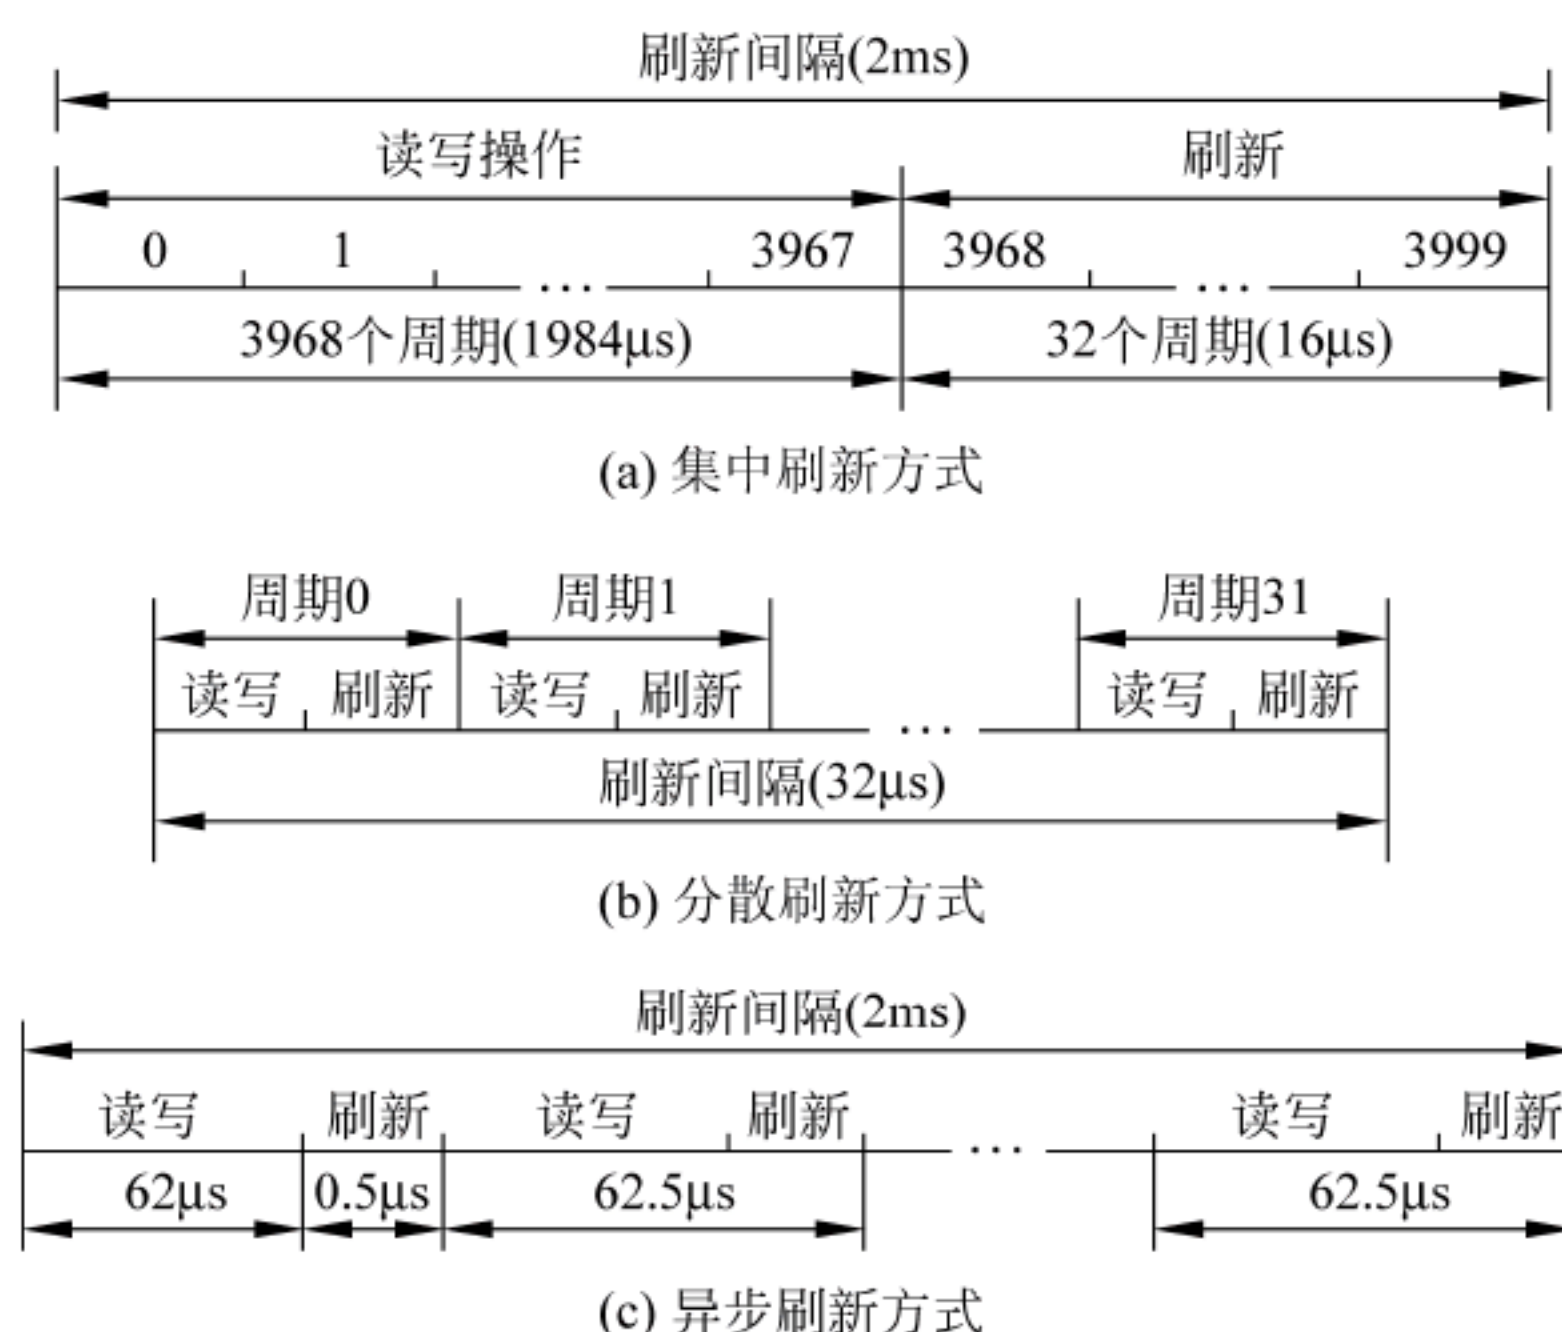 刷新间隔(2ms)
读写操作 刷新
0 1 3967 3968 3999
... ...
3968个周期(1984μs) 32个周期(16μs)
(a) 集中刷新方式
周期0 周期1 周期31
读写 刷新 读写 刷新 读写 刷新
...
刷新间隔(32μs)
(b) 分散刷新方式
刷新间隔(2ms)
读写 刷新 读写 刷新 读写 刷新
...
62μs 0.5μs 62.5μs 62.5μs
(c) 异步刷新方式